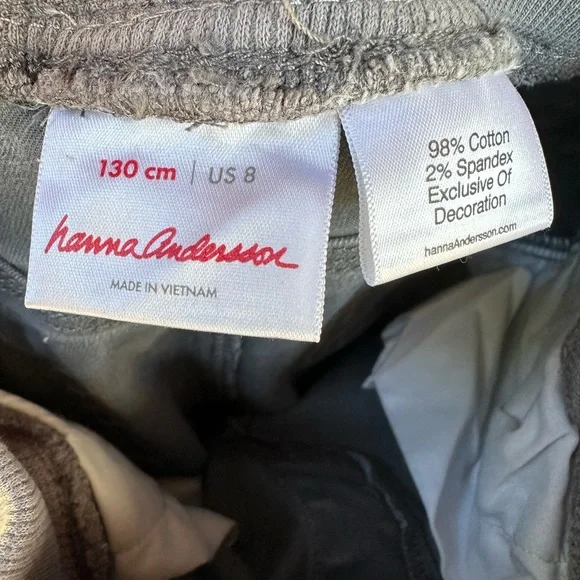 130 cm | US 8
hanna Andersson
MADE IN VIETNAM
98% Cotton
2% Spandex
Exclusive Of
Decoration
hannaAndersson.com